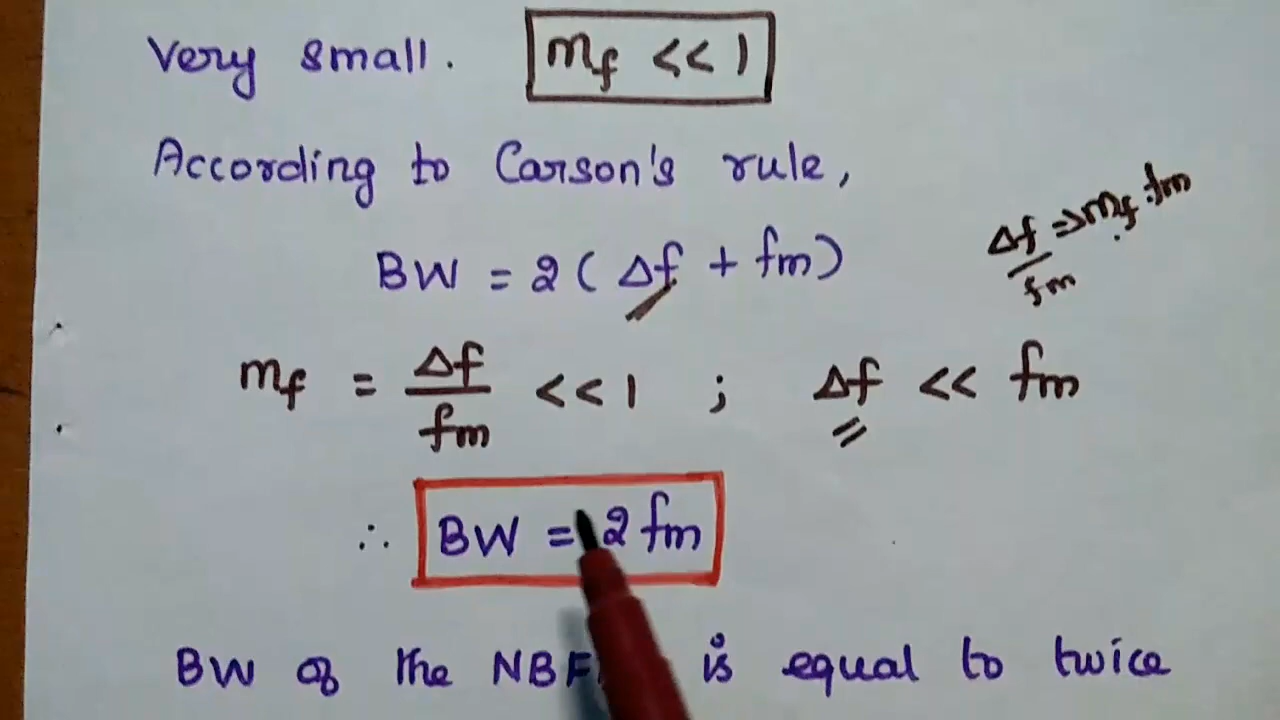 Very small. mf << 1
According to Carson's rule,
BW = 2 ( Δf + fm)
Δf/fm => mf.fm
mf = Δf/fm << 1 ; Δf << fm
∴ BW = 2 fm
BW of the is equal to twice